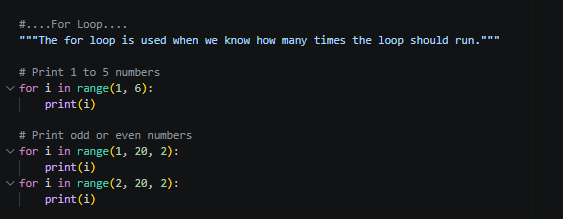 #....For Loop....
"""The for loop is used when we know how many times the loop should run."""
# Print 1 to 5 numbers
for i in range(1, 6):
    print(i)
# Print odd or even numbers
for i in range(1, 20, 2):
    print(i)
for i in range(2, 20, 2):
    print(i)